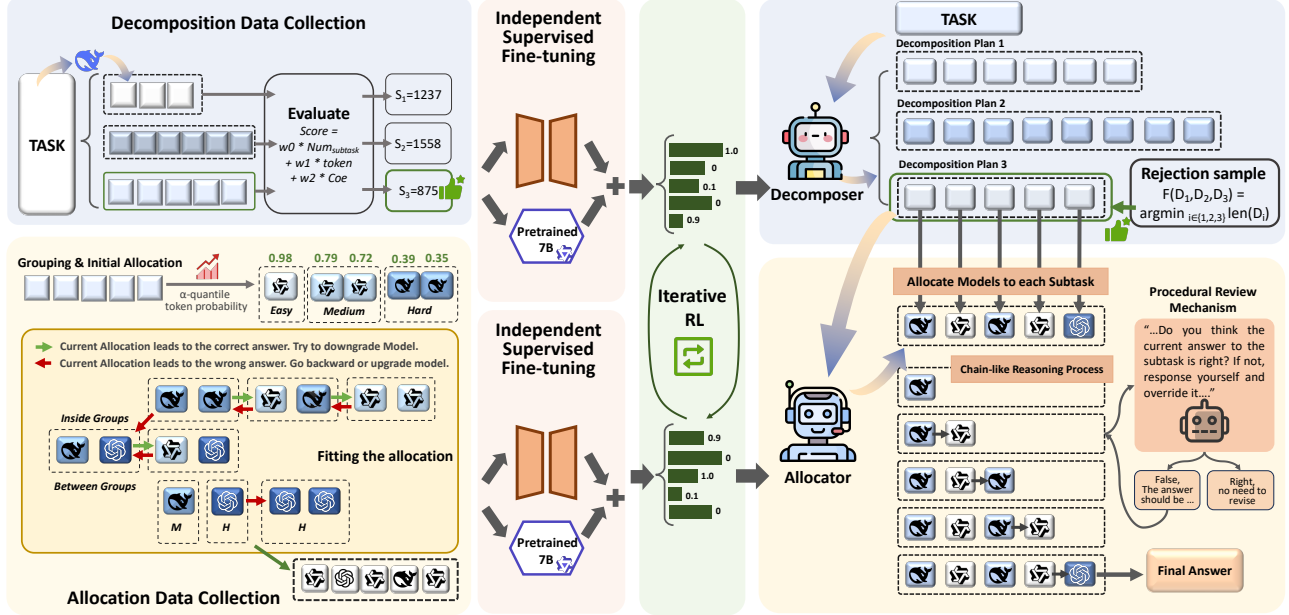 Decomposition Data Collection
TASK
Evaluate
Score =
w0 * Num_subtask
+ w1 * token
+ w2 * Coe
S₁=1237
S₂=1558
S₃=875
Grouping & Initial Allocation
α-quantile
token probability
0.98
0.79 0.72
0.39 0.35
Easy
Medium
Hard
Current Allocation leads to the correct answer. Try to downgrade Model.
Current Allocation leads to the wrong answer. Go backward or upgrade model.
Inside Groups
Between Groups
Fitting the allocation
M
H
H
Allocation Data Collection
Independent
Supervised
Fine-tuning
Pretrained
7B
Independent
Supervised
Fine-tuning
Pretrained
7B
1.0
0
0.1
0
0.9
Iterative
RL
0.9
0
1.0
0.1
0
TASK
Decomposition Plan 1
Decomposition Plan 2
Decomposition Plan 3
Decomposer
Rejection sample
F(D₁,D₂,D₃) =
argmin i∈{1,2,3} len(Dᵢ)
Allocate Models to each Subtask
Chain-like Reasoning Process
Allocator
Procedural Review
Mechanism
“...Do you think the
current answer to the
subtask is right? If not,
response yourself and
override it....”
False,
The answer
should be ...
Right,
no need to
revise
Final Answer